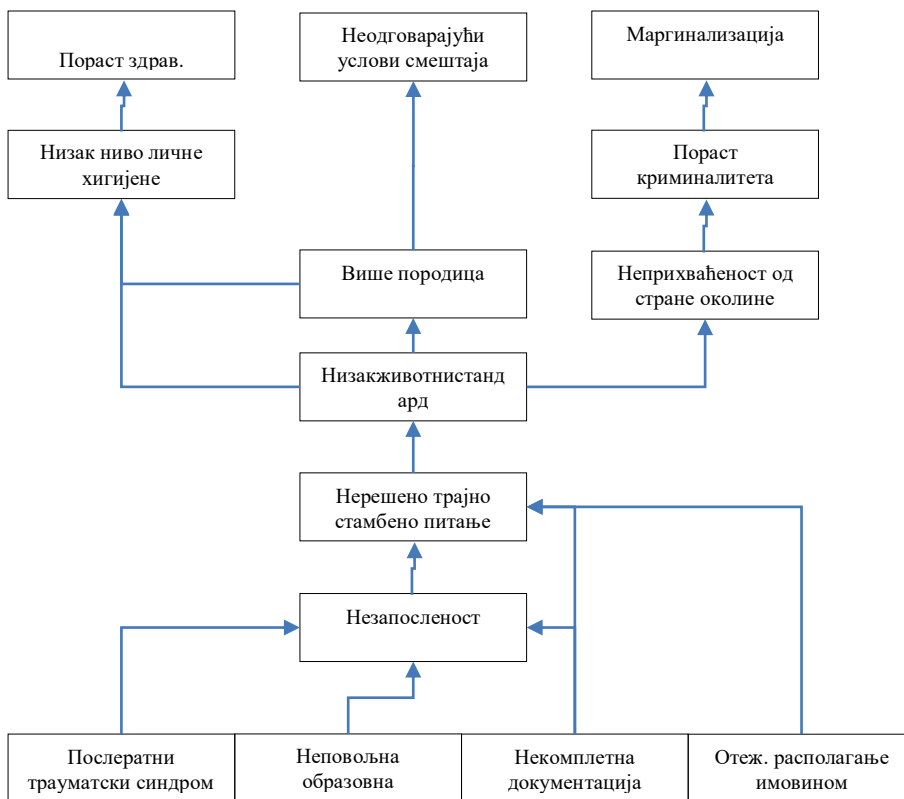 Пораст здрав.
Неодговарајући
услови смештаја
Маргинализација
Низак ниво личне
хигијене
Пораст
криминалитета
Више породица
Неприхваћеност од
стране околине
Низакживотнистанд
ард
Нерешено трајно
стамбено питање
Незапосленост
Послератни
трауматски синдром
Неповољна
образовна
Некомплетна
документација
Отеж. располагање
имовином